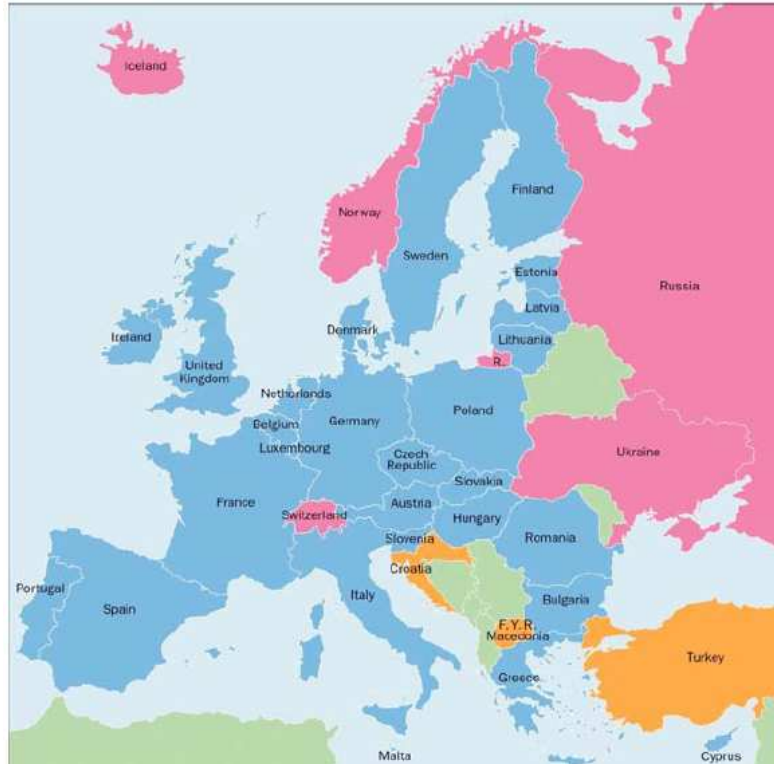 Iceland
Norway
Finland
Sweden
Estonia
Russia
Latvia
Denmark
Ireland
Lithuania
R.
United
Kingdom
Netherlands
Poland
Belgium
Germany
Luxembourg
Czech
Republic
Ukraine
Slovakia
France
Austria
Switzerland
Hungary
Slovenia
Romania
Croatia
Portugal
Spain
Italy
Bulgaria
F.Y.R.
Macedonia
Turkey
Greece
Malta
Cyprus